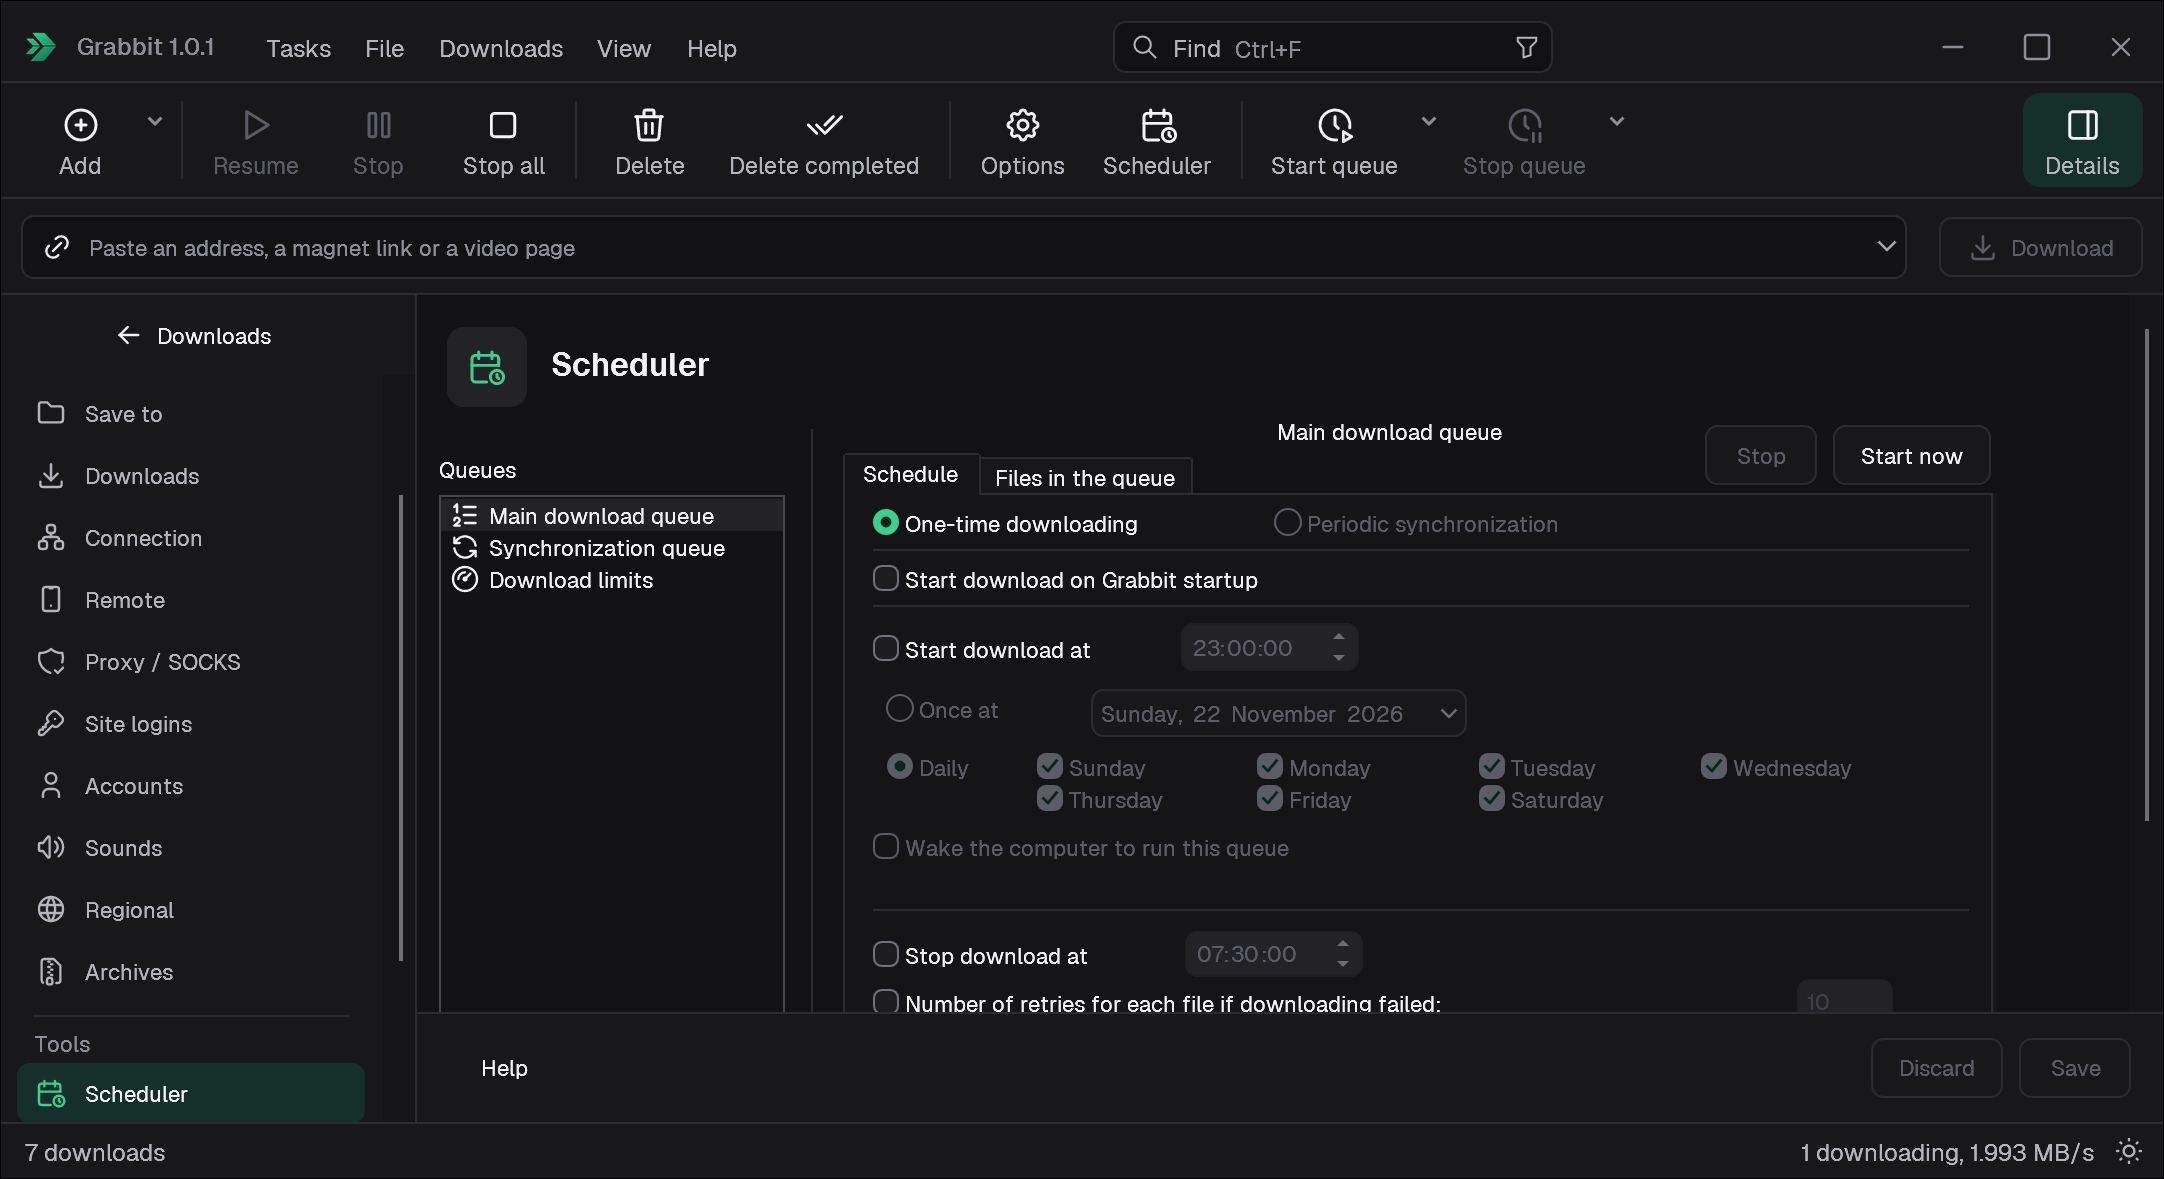 Grabbit 1.0.1 Tasks File Downloads View Help
Find Ctrl+F
Add Resume Stop Stop all Delete Delete completed Options Scheduler Start queue Stop queue Details
Paste an address, a magnet link or a video page
Download
Downloads
Save to
Downloads
Connection
Remote
Proxy / SOCKS
Site logins
Accounts
Sounds
Regional
Archives
Tools
Scheduler
Scheduler
Queues
Main download queue
Synchronization queue
Download limits
Main download queue
Stop Start now
Schedule Files in the queue
One-time downloading Periodic synchronization
Start download on Grabbit startup
Start download at 23:00:00
Once at Sunday, 22 November 2026
Daily Sunday Monday Tuesday Wednesday
Thursday Friday Saturday
Wake the computer to run this queue
Stop download at 07:30:00
Number of retries for each file if downloading failed: 10
Help Discard Save
7 downloads 1 downloading, 1.993 MB/s